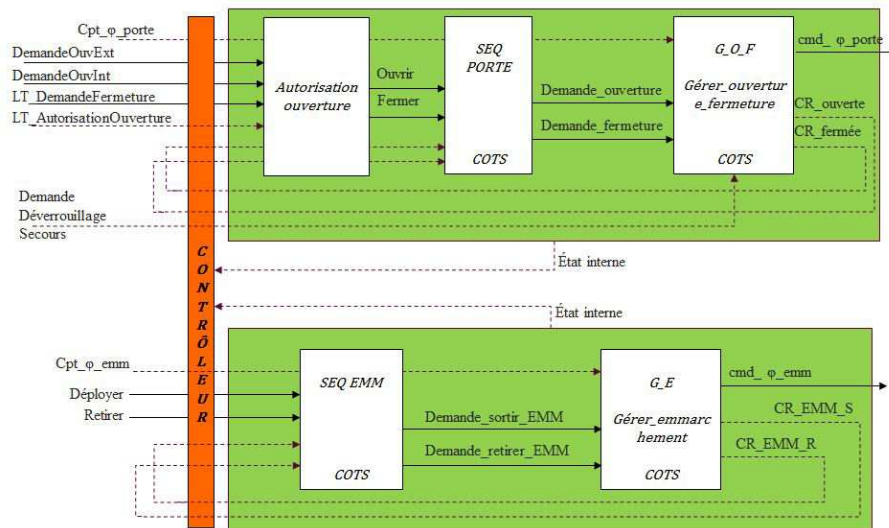 Cpt_φ_porte
DemandeOuvExt
DemandeOuvInt
LT_DemandeFermeture
LT_AutorisationOuverture
Demande
Déverrouillage
Secours
CONTRÔLEUR
Autorisation
ouverture
Ouvrir
Fermer
SEQ
PORTE
COTS
Demande_ouverture
Demande_fermeture
G_O_F
Gérer_ouvertur
e_fermeture
COTS
cmd_ φ_porte
CR_ouverte
CR_fermée
État interne
État interne
Cpt_φ_emm
Déployer
Retirer
SEQ EMM
COTS
Demande_sortir_EMM
Demande_retirer_EMM
G_E
Gérer_emmarc
hement
COTS
cmd_ φ_emm
CR_EMM_S
CR_EMM_R